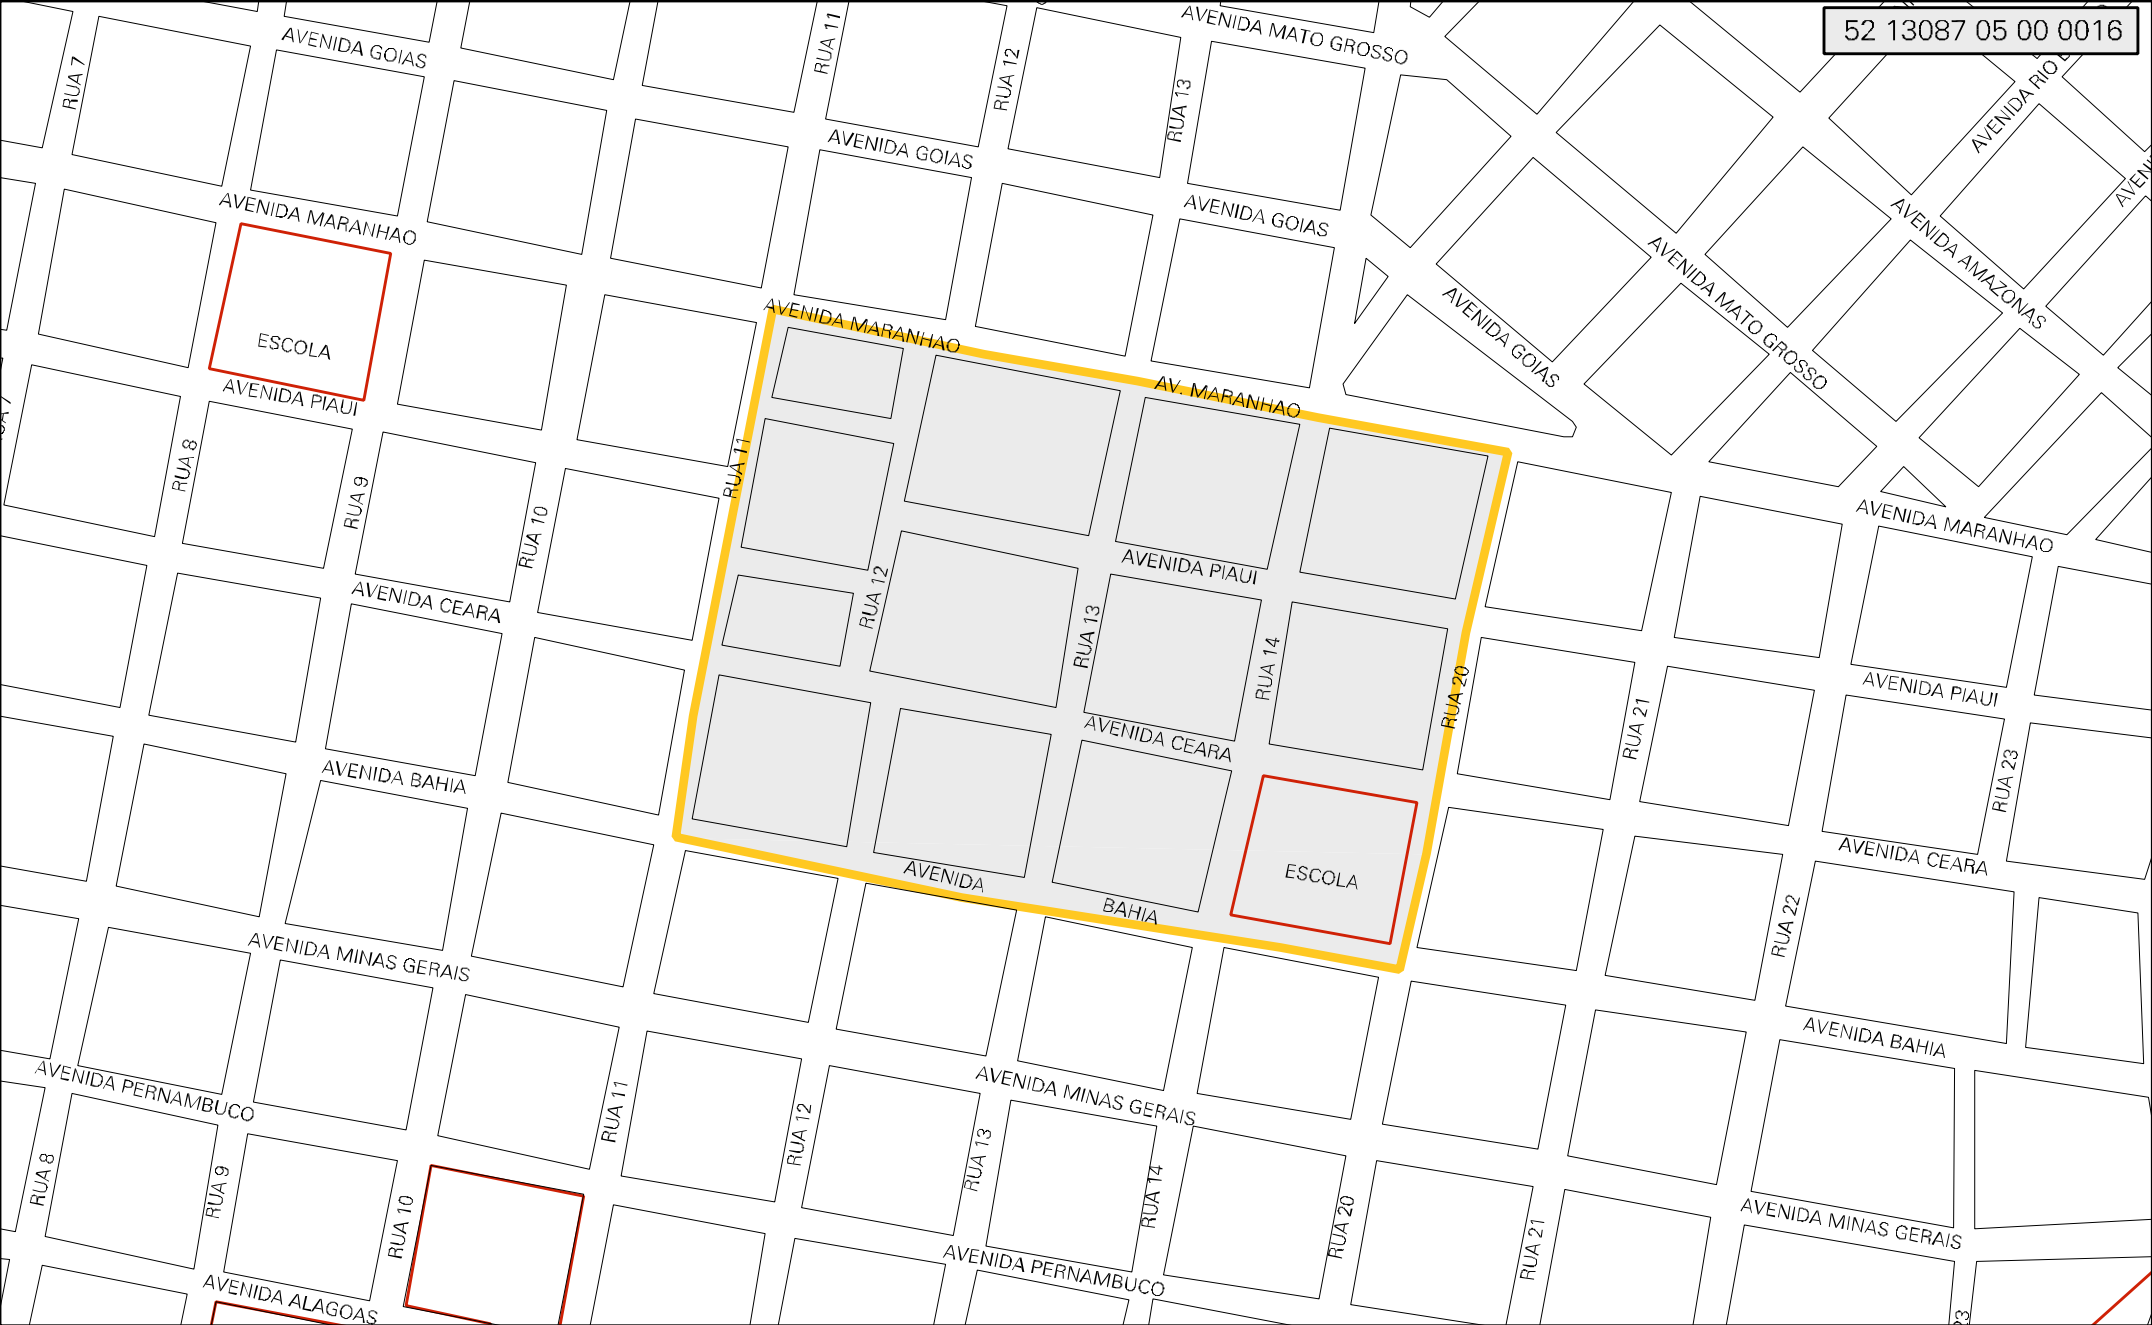 AVENIDA MATO GROSSO
52 13087 05 00 0016
RUA 11
AVENIDA GOIAS
RUA 12
RUA 7
RUA 13
AVENIDA RIO
AVENIDA GOIAS
AVENIDA MARANHAO
AVENIDA GOIAS
AVENIDA AMAZONAS
AVENIDA MATO GROSSO
AVENIDA GOIAS
AVENIDA MARANHAO
ESCOLA
AVENIDA PIAUI
AV. MARANHAO
RUA 8
RUA 11
RUA 9
RUA 10
AVENIDA MARANHAO
AVENIDA PIAUI
AVENIDA CEARA
RUA 12
RUA 13
RUA 14
RUA 20
AVENIDA PIAUI
RUA 21
AVENIDA CEARA
AVENIDA BAHIA
RUA 23
AVENIDA CEARA
ESCOLA
AVENIDA
BAHIA
RUA 22
AVENIDA MINAS GERAIS
AVENIDA BAHIA
AVENIDA PERNAMBUCO
AVENIDA MINAS GERAIS
RUA 11
RUA 12
RUA 13
RUA 14
RUA 8
RUA 9
RUA 10
RUA 20
RUA 21
AVENIDA MINAS GERAIS
AVENIDA PERNAMBUCO
AVENIDA ALAGOAS